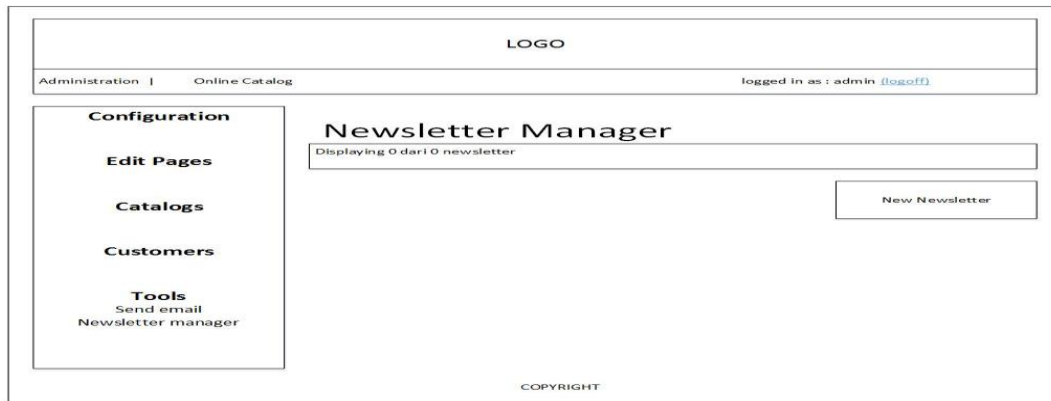 LOGO
Administration | Online Catalog logged in as : admin (logoff)
Configuration
Edit Pages
Catalogs
Customers
Tools
Send email
Newsletter manager
Newsletter Manager
Displaying 0 dari 0 newsletter
New Newsletter
COPYRIGHT